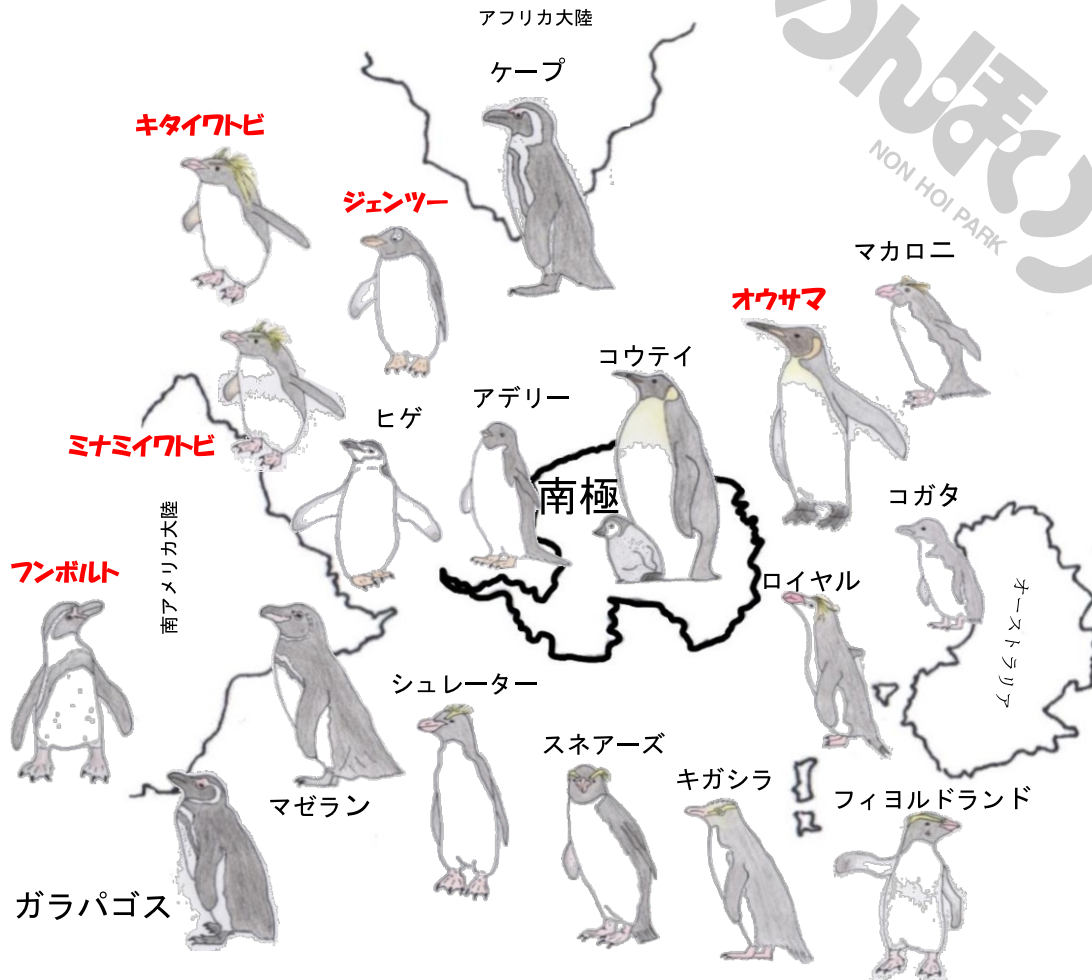 アフリカ大陸
ケープ
のんほいパーク
NON HOI PARK
キタイワトビ
ジェンツー
マカロニ
オウサマ
コウテイ
アデリー
ヒゲ
ミナミイワトビ
南極
コガタ
南アメリカ大陸
フンボルト
ロイヤル
オーストラリア
シュレーター
スネアーズ
キガシラ
マゼラン
フィヨルドランド
ガラパゴス